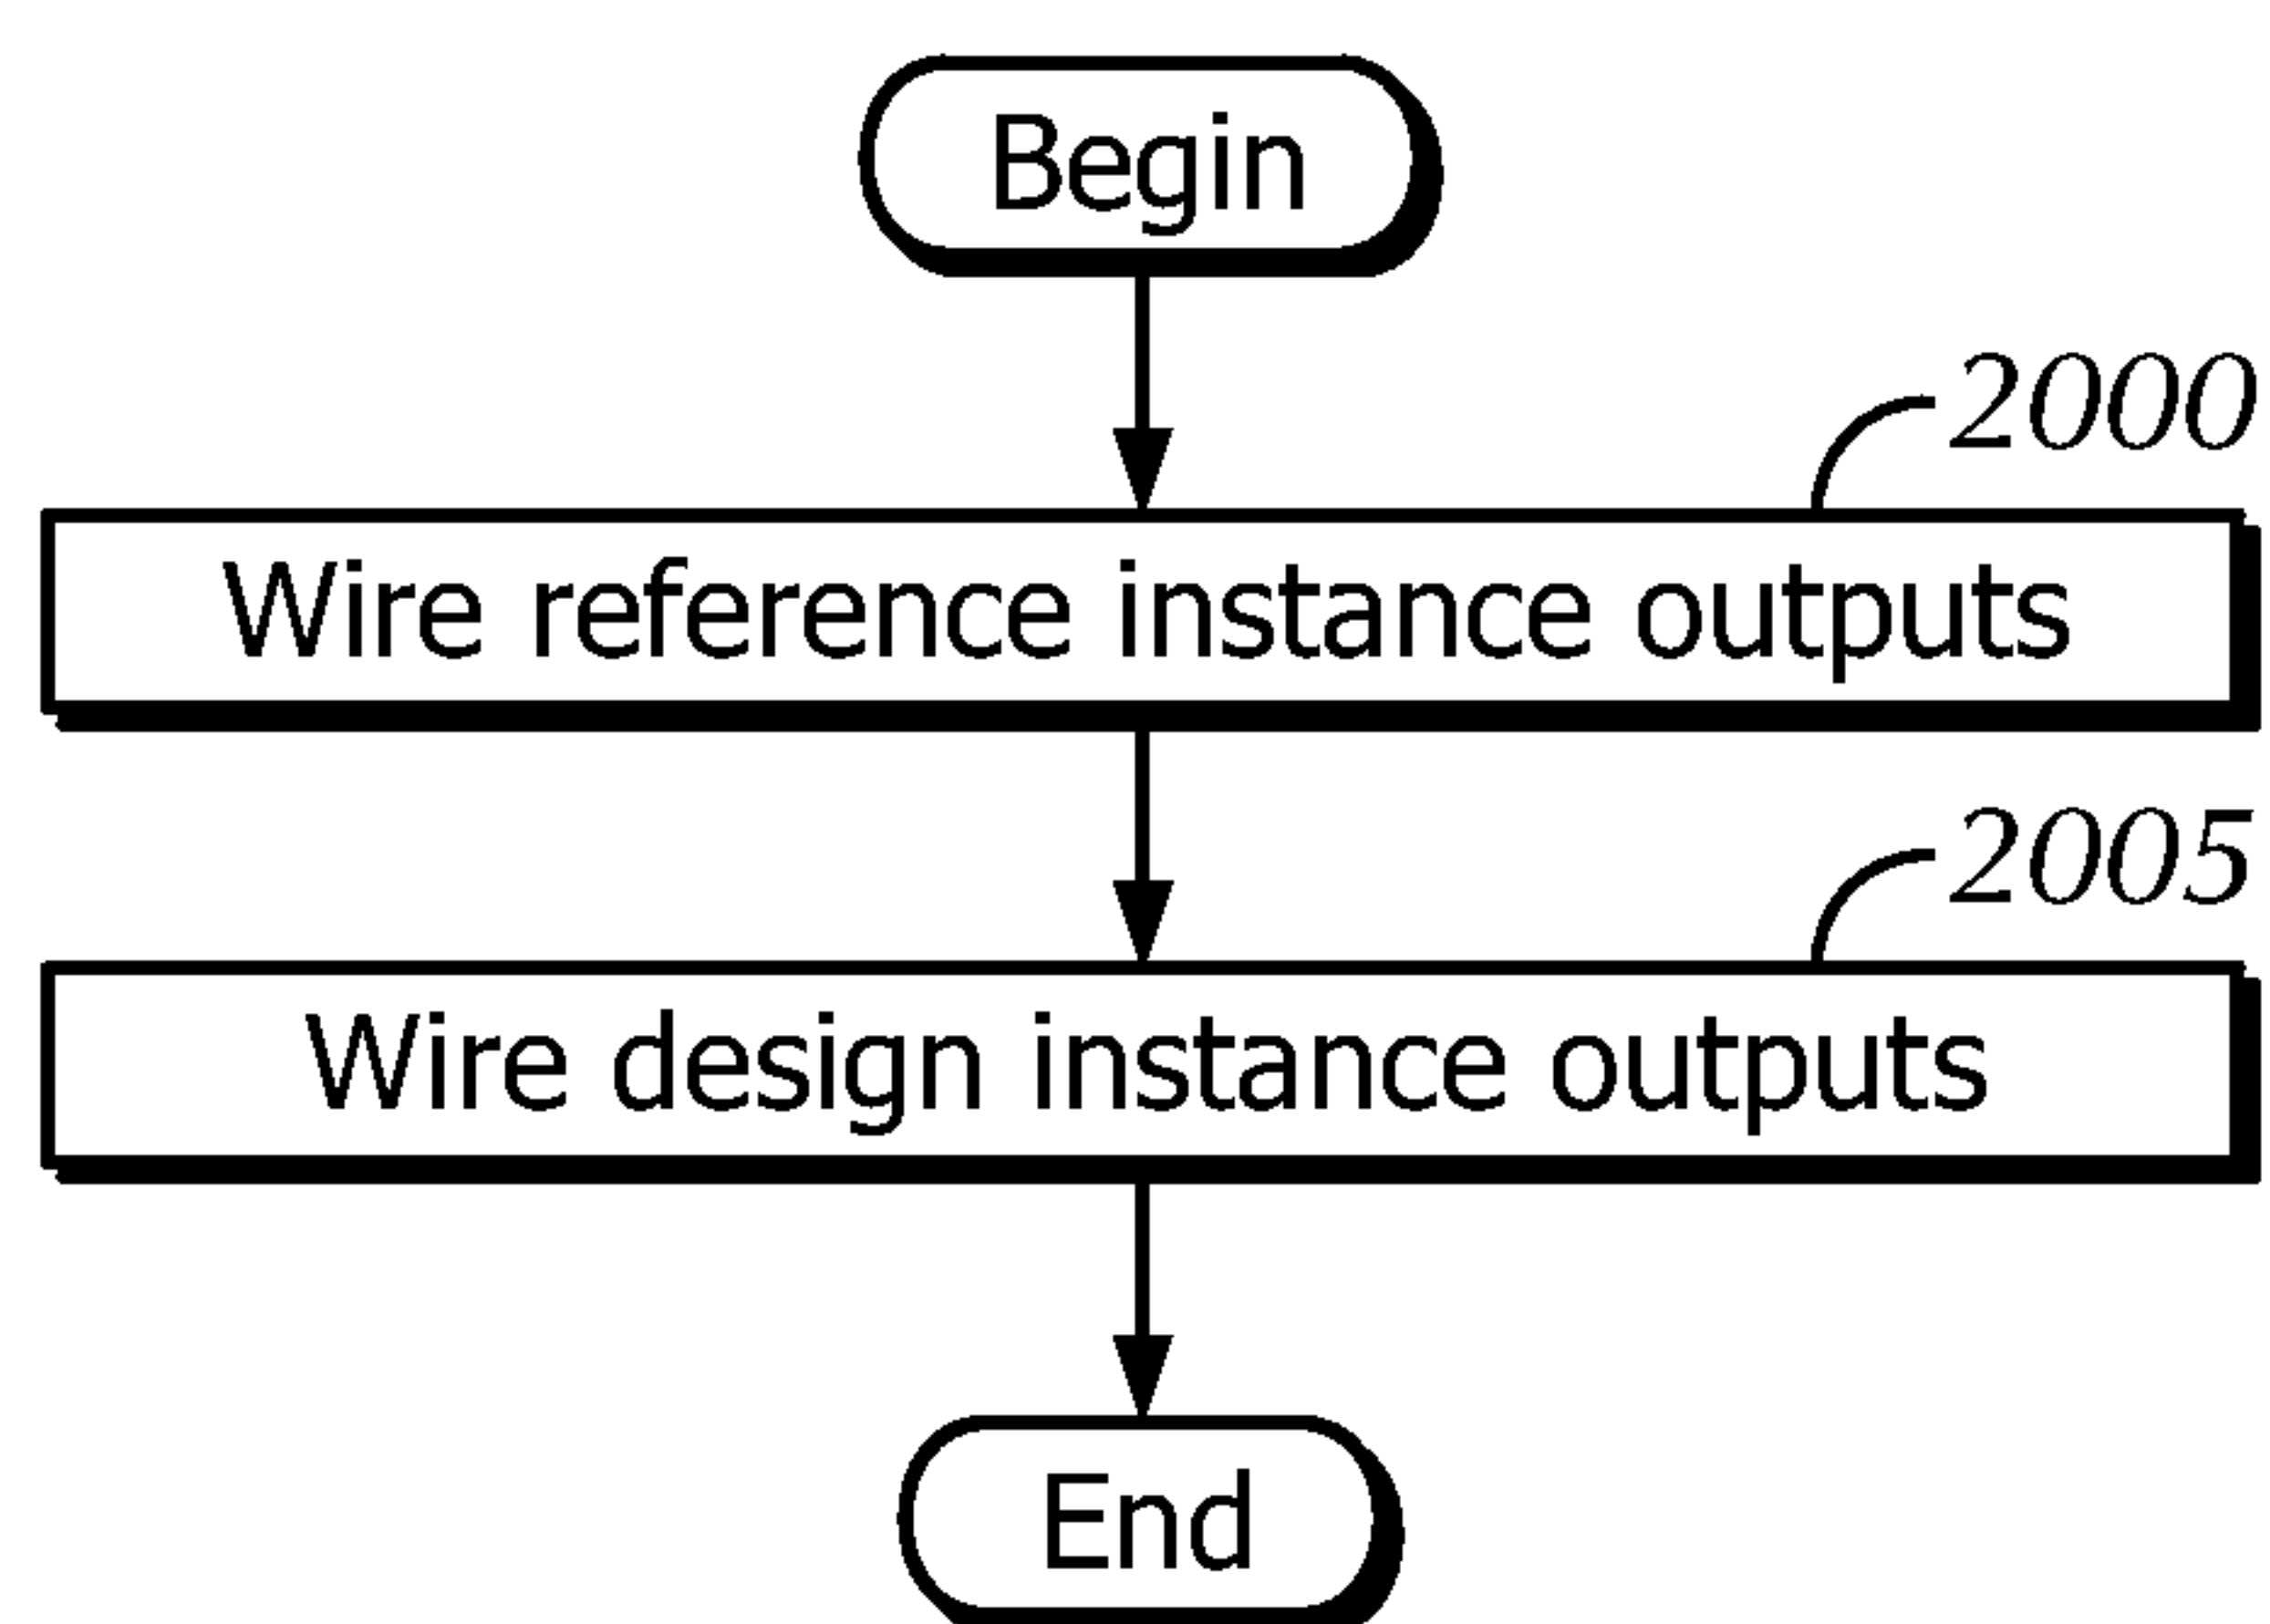 Begin
2000
Wire reference instance outputs
2005
Wire design instance outputs
End